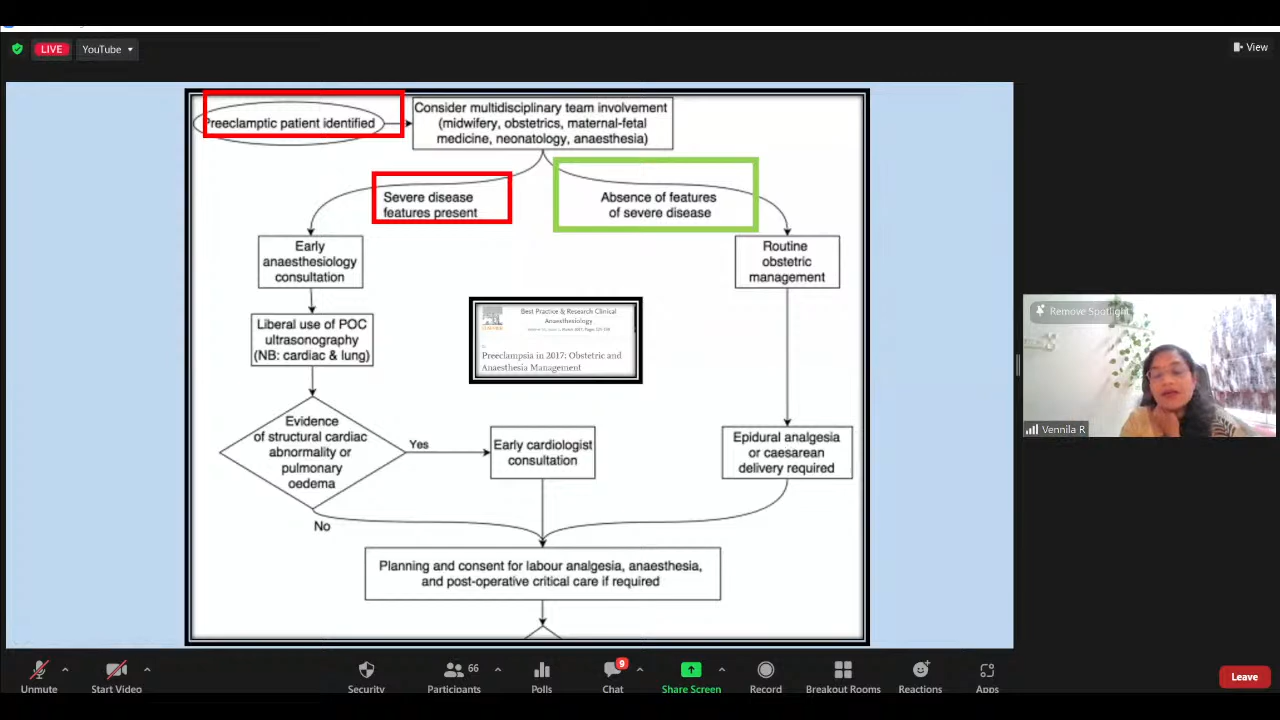 LIVE
YouTube
View
Preeclamptic patient identified
Consider multidisciplinary team involvement
(midwifery, obstetrics, maternal-fetal
medicine, neonatology, anaesthesia)
Severe disease
features present
Absence of features
of severe disease
Early
anaesthesiology
consultation
Routine
obstetric
management
Liberal use of POC
ultrasonography
(NB: cardiac & lung)
Best Practice & Research Clinical
Anaesthesiology
Preeclampsia in 2017: Obstetric and
Anaesthesia Management
Remove Spotlight
Vennila R
Evidence
of structural cardiac
abnormality or
pulmonary
oedema
Yes
Early cardiologist
consultation
Epidural analgesia
or caesarean
delivery required
No
Planning and consent for labour analgesia, anaesthesia,
and post-operative critical care if required
Unmute
Start Video
Security
Participants
66
Polls
Chat
9
Share Screen
Record
Breakout Rooms
Reactions
Apps
Leave